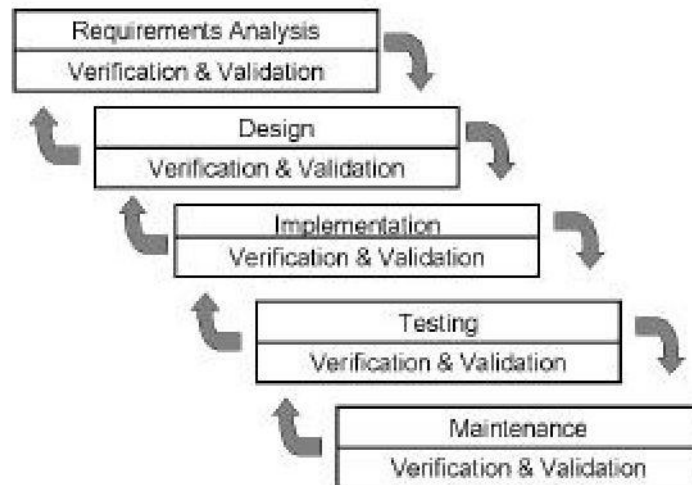 Requirements Analysis
Verification & Validation
Design
Verification & Validation
Implementation
Verification & Validation
Testing
Verification & Validation
Maintenance
Verification & Validation